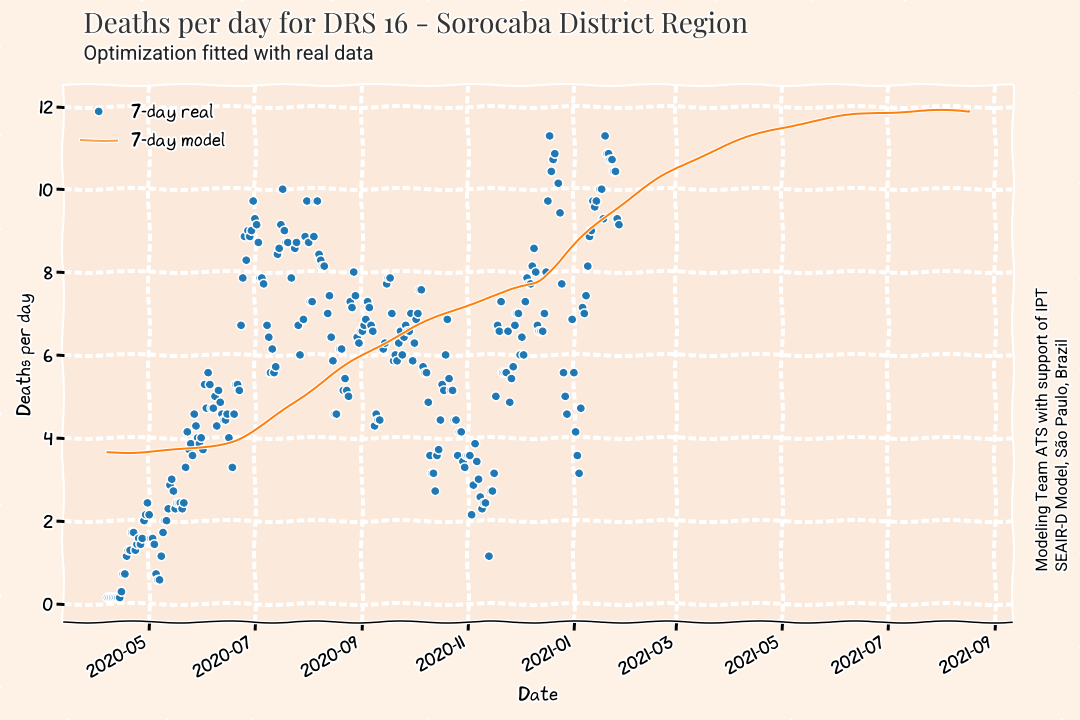 Deaths per day for DRS 16 - Sorocaba District Region
Optimization fitted with real data
7-day real
7-day model
12
10
8
6
4
2
0
Deaths per day
2020-05
2020-07
2020-09
2020-11
2021-01
2021-03
2021-05
2021-07
2021-09
Date
Modeling Team ATS with support of IPT
SEAIR-D Model, São Paulo, Brazil